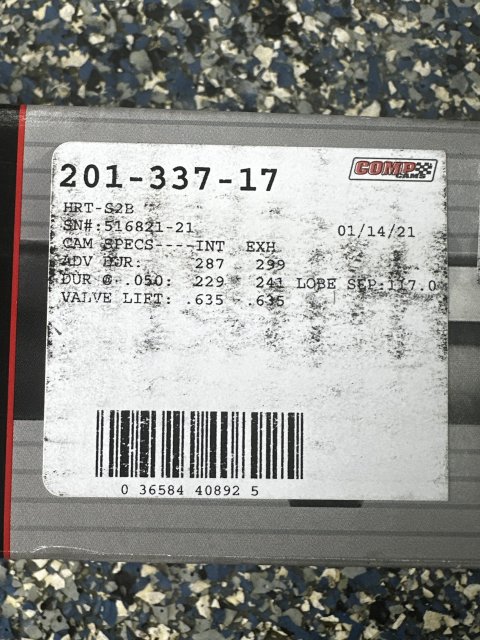 201-337-17
COMP
CAMS
HRT-S2B
SN#:516821-21 01/14/21
CAM SPECS----INT EXH
ADV DUR: 287 299
DUR @ .050: 229 241 LOBE SEP:117.0
VALVE LIFT: .635 .635
0 36584 40892 5